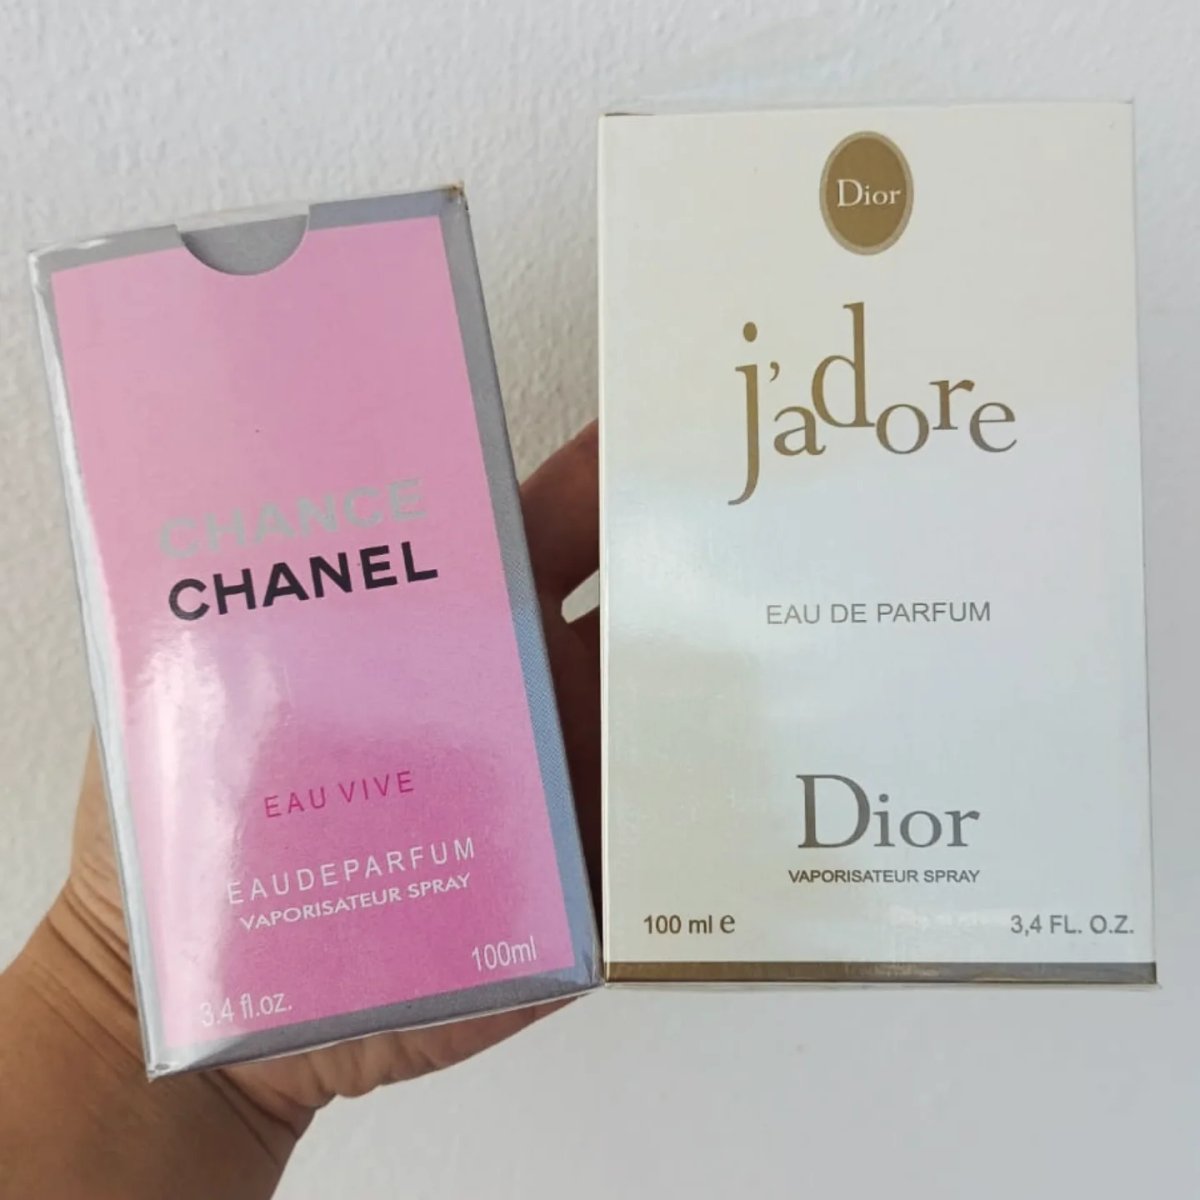 CHANCE
CHANEL
EAU VIVE
EAUDEPARFUM
VAPORISATEUR SPRAY
100ml
3.4 fl.oz.
Dior
j'adore
EAU DE PARFUM
Dior
VAPORISATEUR SPRAY
100 ml e
3,4 FL. O.Z.